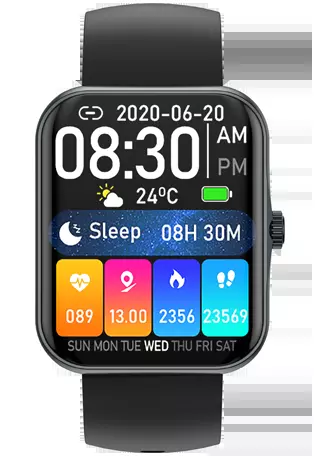 2020-06-20
08:30 AM
PM
24°C
Sleep 08H 30M
089 13.00 2356 23569
SUN MON TUE WED THU FRI SAT